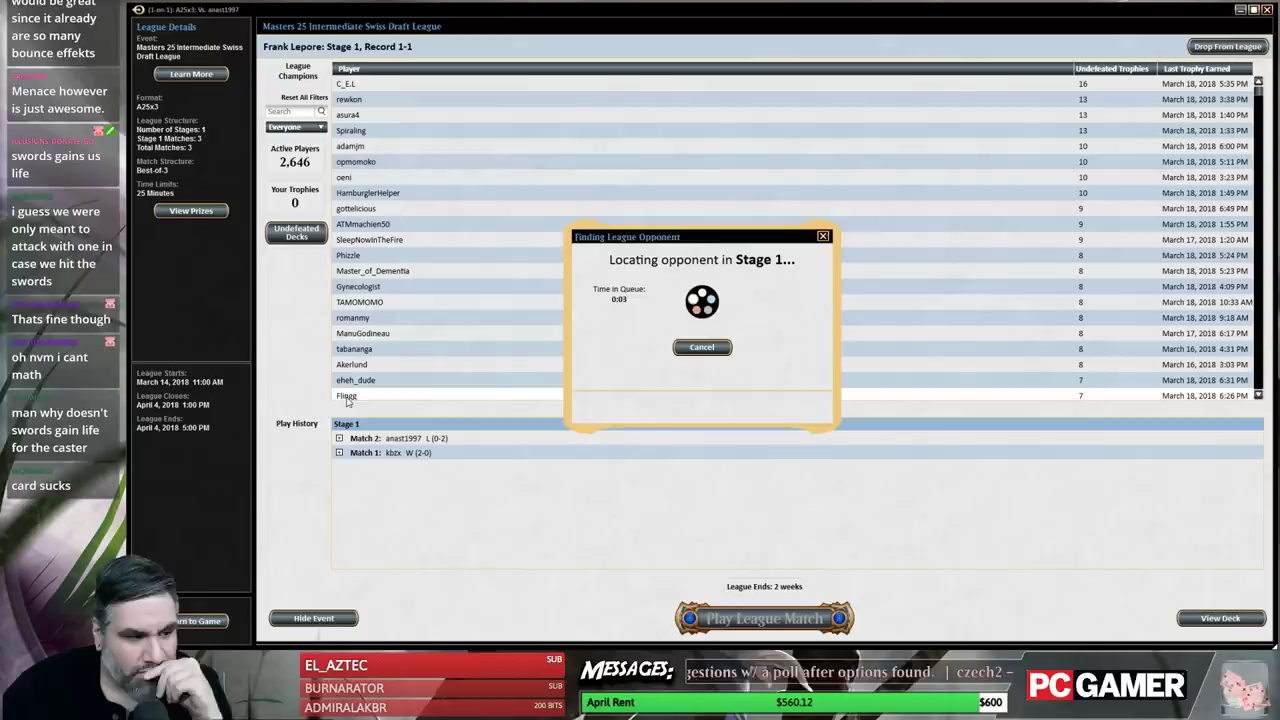 would be great
since it already
are so many
bounce effekts
Menace however
is just awesome.
swords gains us
life
i guess we were
only meant to
attack with one in
case we hit the
swords
Thats fine though
oh nvm i cant
math
man why doesn't
swords gain life
for the caster
card sucks
(1-on-1): A25x3: Vs. anast1997
League Details
Event:
Masters 25 Intermediate Swiss
Draft League
Learn More
Format:
A25x3
League Structure:
Number of Stages: 1
Stage 1 Matches: 3
Total Matches: 3
Match Structure:
Best-of-3
Time Limits:
25 Minutes
View Prizes
League Starts:
March 14, 2018 11:00 AM
League Closes:
April 4, 2018 1:00 PM
League Ends:
April 4, 2018 5:00 PM
Masters 25 Intermediate Swiss Draft League
Frank Lepore: Stage 1, Record 1-1
Drop From League
League
Champions
Reset All Filters
Search
Everyone
Active Players
2,646
Your Trophies
0
Undefeated
Decks
Player Undefeated Trophies Last Trophy Earned
C_E.L 16 March 18, 2018 5:35 PM
rewkon 13 March 18, 2018 3:38 PM
asura4 13 March 18, 2018 1:40 PM
Spiraling 13 March 18, 2018 1:33 PM
adamjm 10 March 18, 2018 6:00 PM
opmomoko 10 March 18, 2018 5:11 PM
oeni 10 March 18, 2018 3:23 PM
HamburglerHelper 10 March 18, 2018 1:49 PM
gottelicious 9 March 18, 2018 6:49 PM
ATMmachien50 9 March 18, 2018 1:55 PM
SleepNowInTheFire 9 March 17, 2018 1:20 AM
Phizzle 8 March 18, 2018 5:24 PM
Master_of_Dementia 8 March 18, 2018 5:23 PM
Gynecologist 8 March 18, 2018 4:09 PM
TAMOMOMO 8 March 18, 2018 10:33 AM
romanmy 8 March 18, 2018 9:18 AM
ManuGodineau 8 March 17, 2018 6:17 PM
tabananga 8 March 16, 2018 4:31 PM
Akerlund 8 March 16, 2018 3:03 PM
eheh_dude 7 March 18, 2018 6:31 PM
Flingg 7 March 18, 2018 6:26 PM
Finding League Opponent
Locating opponent in Stage 1...
Time in Queue:
0:03
Cancel
Play History
Stage 1
Match 2: anast1997 L (0-2)
Match 1: kbzx W (2-0)
League Ends: 2 weeks
Hide Event
Play League Match
View Deck
rn to Game
EL_AZTEC SUB
BURNARATOR SUB
ADMIRALAKBR 200 BITS
MESSAGES:
gestions w/ a poll after options found. | czech2 –
April Rent $560.12 $600
PC GAMER